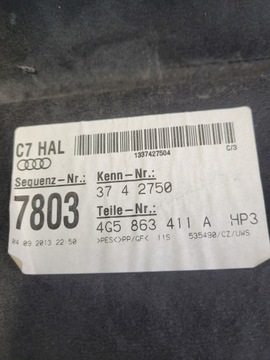 C7 HAL
1337427504
C/3
Sequenz-Nr.:
Kenn-Nr.:
37 4 2750
7803
Teile-Nr.:
4G5 863 411 A HP3
04.09.2013 22:50
>PES<>PP/GF< IIS
535490/CZ/UWS